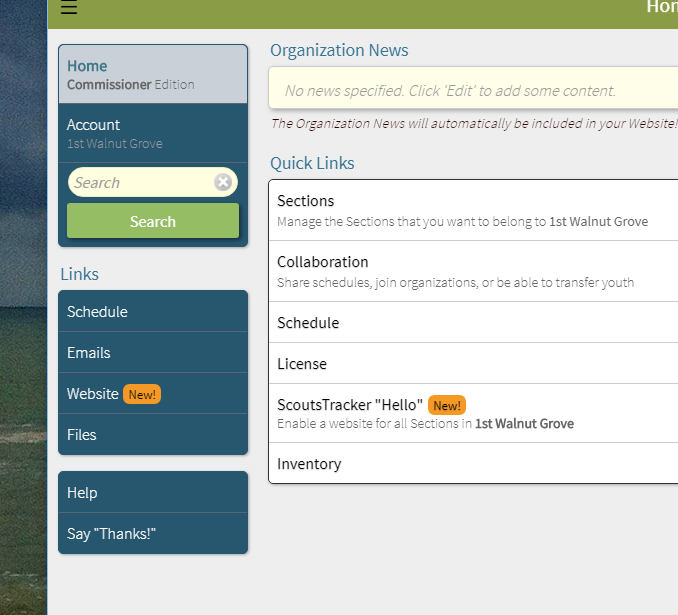 Hom
Home
Commissioner Edition
Account
1st Walnut Grove
Search
Search
Links
Schedule
Emails
Website New!
Files
Help
Say "Thanks!"
Organization News
No news specified. Click 'Edit' to add some content.
The Organization News will automatically be included in your Website!
Quick Links
Sections
Manage the Sections that you want to belong to 1st Walnut Grove
Collaboration
Share schedules, join organizations, or be able to transfer youth
Schedule
License
ScoutsTracker "Hello" New!
Enable a website for all Sections in 1st Walnut Grove
Inventory